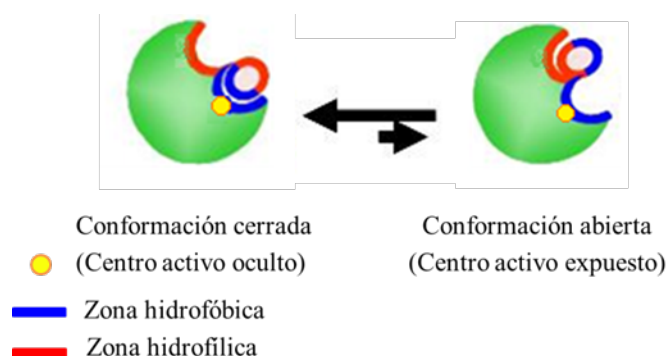 Conformación cerrada
(Centro activo oculto)
Conformación abierta
(Centro activo expuesto)
Zona hidrofóbica
Zona hidrofílica